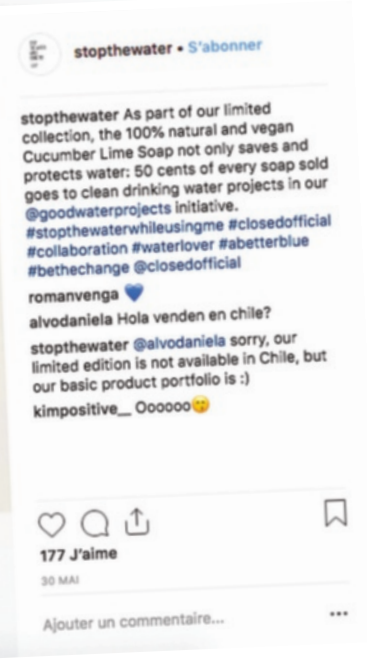 stopthewater • S'abonner
stopthewater As part of our limited
collection, the 100% natural and vegan
Cucumber Lime Soap not only saves and
protects water: 50 cents of every soap sold
goes to clean drinking water projects in our
@goodwaterprojects initiative.
#stopthewaterwhileusingme #closedofficial
#collaboration #waterlover #abetterblue
#bethechange @closedofficial
romanvenga 💙
alvodaniela Hola venden en chile?
stopthewater @alvodaniela sorry, our
limited edition is not available in Chile, but
our basic product portfolio is :)
kimpositive__ Oooooo😙
177 J'aime
30 MAI
Ajouter un commentaire...